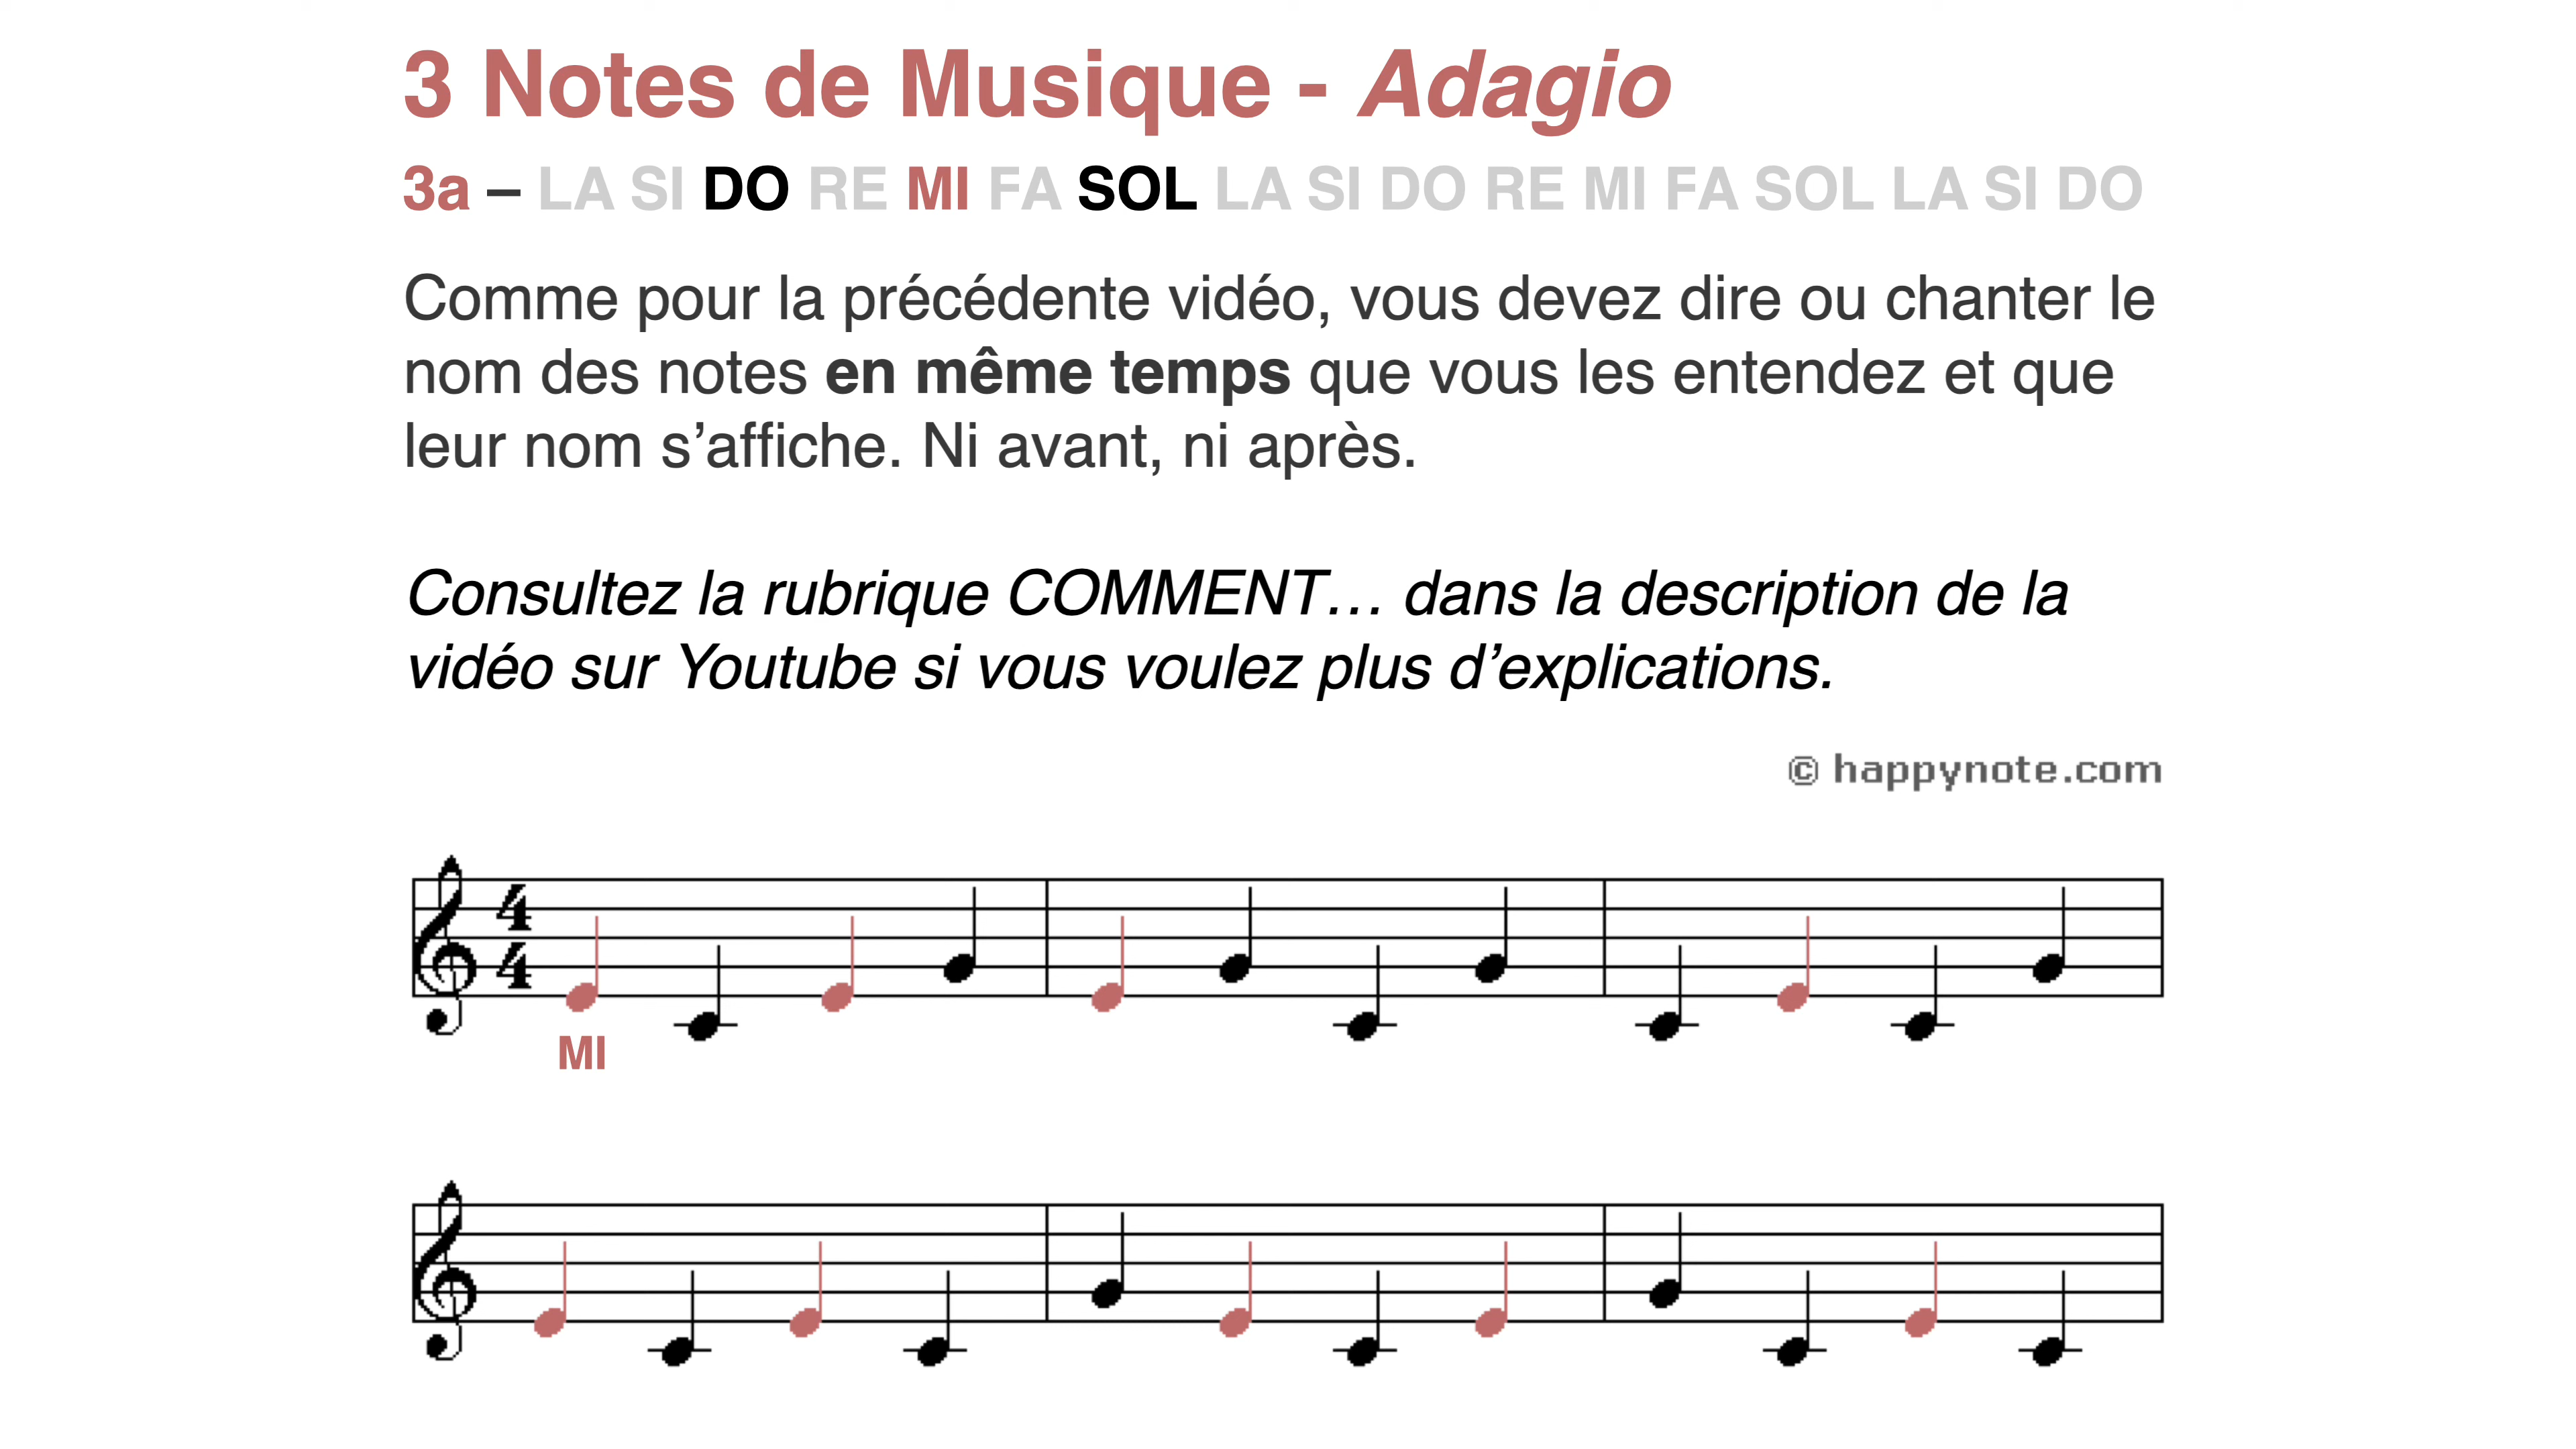 3 Notes de Musique - Adagio
3a – LA SI DO RE MI FA SOL LA SI DO RE MI FA SOL LA SI DO
Comme pour la précédente vidéo, vous devez dire ou chanter le
nom des notes en même temps que vous les entendez et que
leur nom s’affiche. Ni avant, ni après.
Consultez la rubrique COMMENT… dans la description de la
vidéo sur Youtube si vous voulez plus d’explications.
© happynote.com
4
4
MI